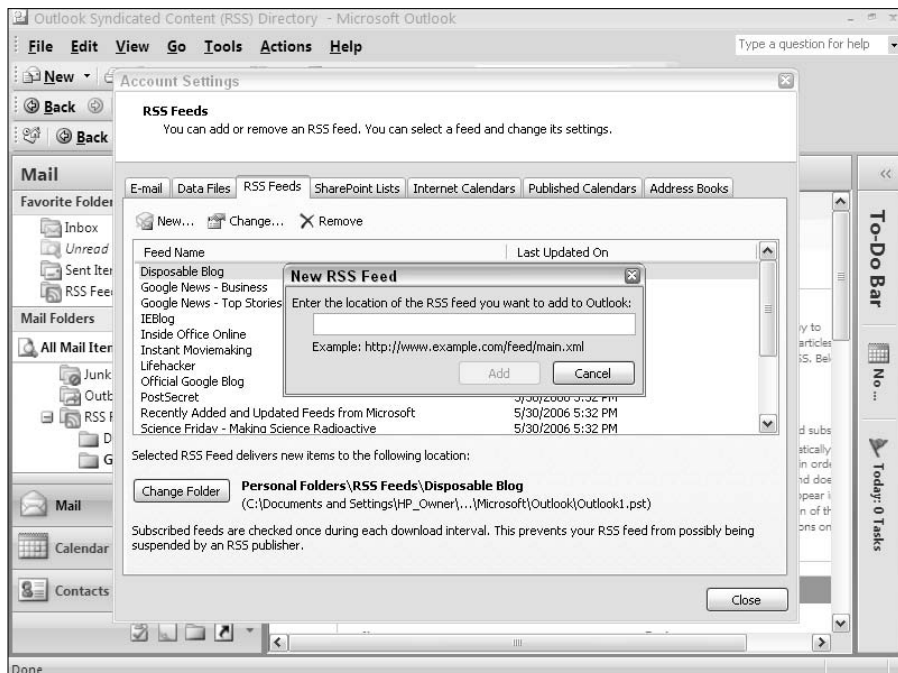 Outlook Syndicated Content (RSS) Directory - Microsoft Outlook
File Edit View Go Tools Actions Help
Type a question for help
New
Back
Back
Account Settings
RSS Feeds
You can add or remove an RSS feed. You can select a feed and change its settings.
E-mail Data Files RSS Feeds SharePoint Lists Internet Calendars Published Calendars Address Books
New... Change... Remove
Feed Name Last Updated On
Disposable Blog
Google News - Business
Google News - Top Stories
IEBlog
Inside Office Online
Instant Moviemaking
Lifehacker
Official Google Blog
PostSecret 5/30/2006 5:32 PM
Recently Added and Updated Feeds from Microsoft 5/30/2006 5:32 PM
Science Friday - Making Science Radioactive 5/30/2006 5:32 PM
New RSS Feed
Enter the location of the RSS feed you want to add to Outlook:
Example: http://www.example.com/feed/main.xml
Add Cancel
Selected RSS Feed delivers new items to the following location:
Change Folder
Personal Folders\RSS Feeds\Disposable Blog
(C:\Documents and Settings\HP_Owner\...\Microsoft\Outlook\Outlook1.pst)
Subscribed feeds are checked once during each download interval. This prevents your RSS feed from possibly being
suspended by an RSS publisher.
Close
Mail
Favorite Folder
Inbox
Unread
Sent Iter
RSS Fee
Mail Folders
All Mail Iter
Junk
Outb
RSS F
D
G
Mail
Calendar
Contacts
To-Do Bar
No ...
Today: 0 Tasks
Done